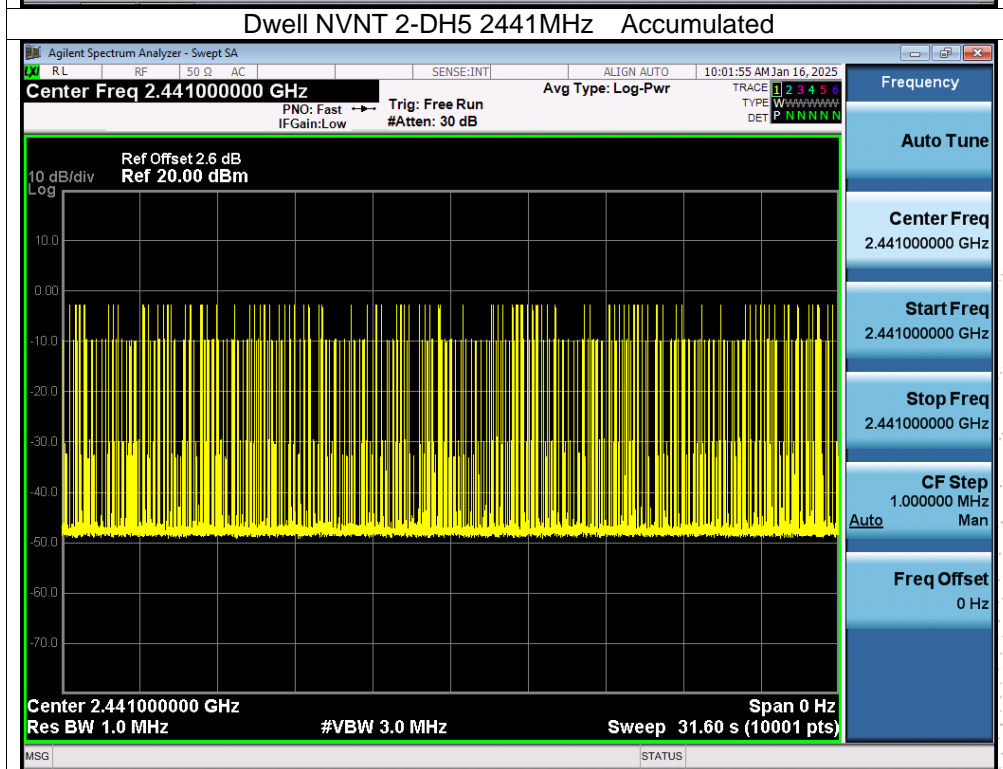 Dwell NVNT 2-DH5 2441MHz Accumulated
Agilent Spectrum Analyzer - Swept SA
LXI RL RF 50 Ω AC SENSE:INT ALIGN AUTO 10:01:55 AM Jan 16, 2025
Center Freq 2.441000000 GHz
PNO: Fast
IFGain:Low
Trig: Free Run
#Atten: 30 dB
Avg Type: Log-Pwr
TRACE 1 2 3 4 5 6
TYPE WWWWWWW
DET P N N N N N
Ref Offset 2.6 dB
10 dB/div Ref 20.00 dBm
Log
10.0
0.00
-10.0
-20.0
-30.0
-40.0
-50.0
-60.0
-70.0
Center 2.441000000 GHz Span 0 Hz
Res BW 1.0 MHz #VBW 3.0 MHz Sweep 31.60 s (10001 pts)
MSG STATUS
Frequency
Auto Tune
Center Freq
2.441000000 GHz
Start Freq
2.441000000 GHz
Stop Freq
2.441000000 GHz
CF Step
1.000000 MHz
Auto Man
Freq Offset
0 Hz